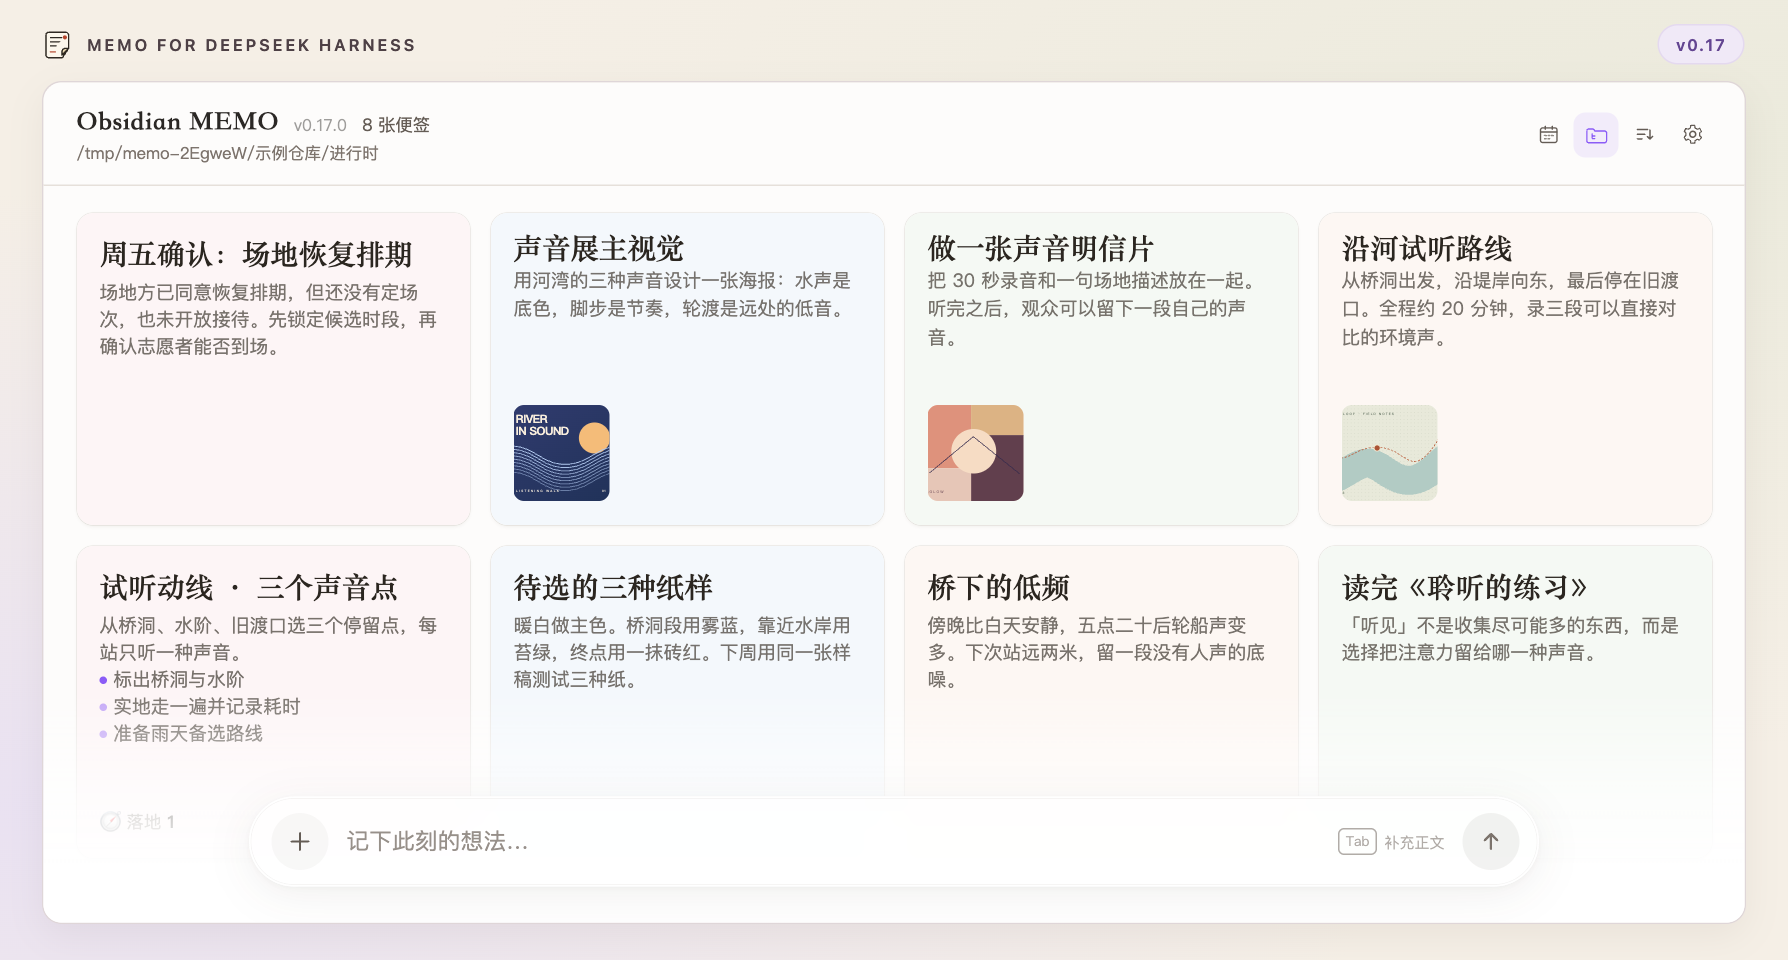 MEMO FOR DEEPSEEK HARNESS
v0.17
Obsidian MEMO v0.17.0 8 张便签
/tmp/memo-2EgweW/示例仓库/进行时
周五确认：场地恢复排期
场地方已同意恢复排期，但还没有定场
次，也未开放接待。先锁定候选时段，再
确认志愿者能否到场。
声音展主视觉
用河湾的三种声音设计一张海报：水声是
底色，脚步是节奏，轮渡是远处的低音。
RIVER
IN SOUND
LISTENING WALK
做一张声音明信片
把 30 秒录音和一句场地描述放在一起。
听完之后，观众可以留下一段自己的声
音。
沿河试听路线
从桥洞出发，沿堤岸向东，最后停在旧渡
口。全程约 20 分钟，录三段可以直接对
比的环境声。
FIELD NOTES
试听动线 · 三个声音点
从桥洞、水阶、旧渡口选三个停留点，每
站只听一种声音。
标出桥洞与水阶
实地走一遍并记录耗时
准备雨天备选路线
落地 1
待选的三种纸样
暖白做主色。桥洞段用雾蓝，靠近水岸用
苔绿，终点用一抹砖红。下周用同一张样
稿测试三种纸。
桥下的低频
傍晚比白天安静，五点二十后轮船声变
多。下次站远两米，留一段没有人声的底
噪。
读完《聆听的练习》
「听见」不是收集尽可能多的东西，而是
选择把注意力留给哪一种声音。
记下此刻的想法...
Tab 补充正文